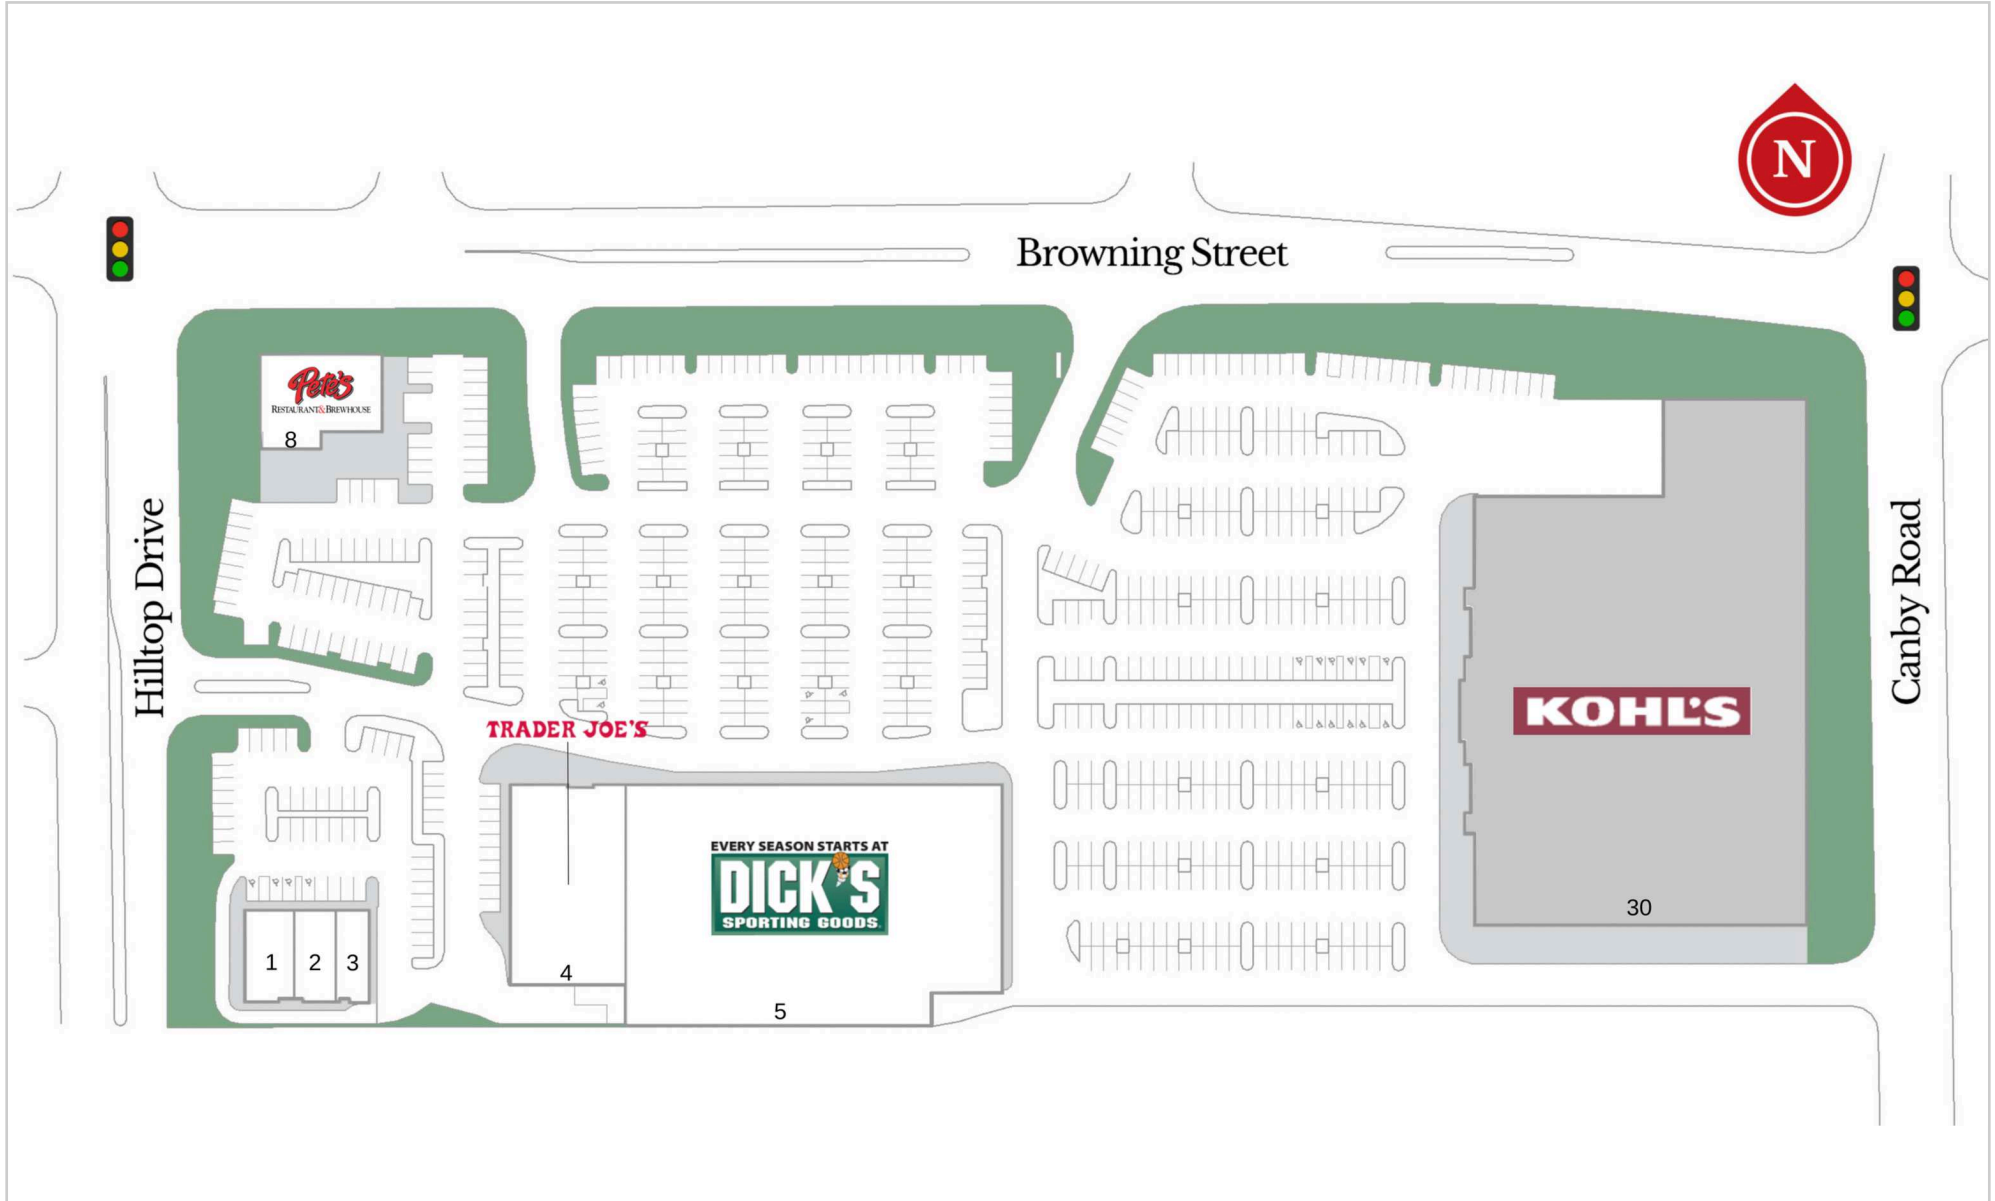 N
Browning Street
Pete's
RESTAURANT&BREWHOUSE
8
Hilltop Drive
Canby Road
TRADER JOE'S
KOHL'S
EVERY SEASON STARTS AT
DICK'S
SPORTING GOODS
30
1
2
3
4
5